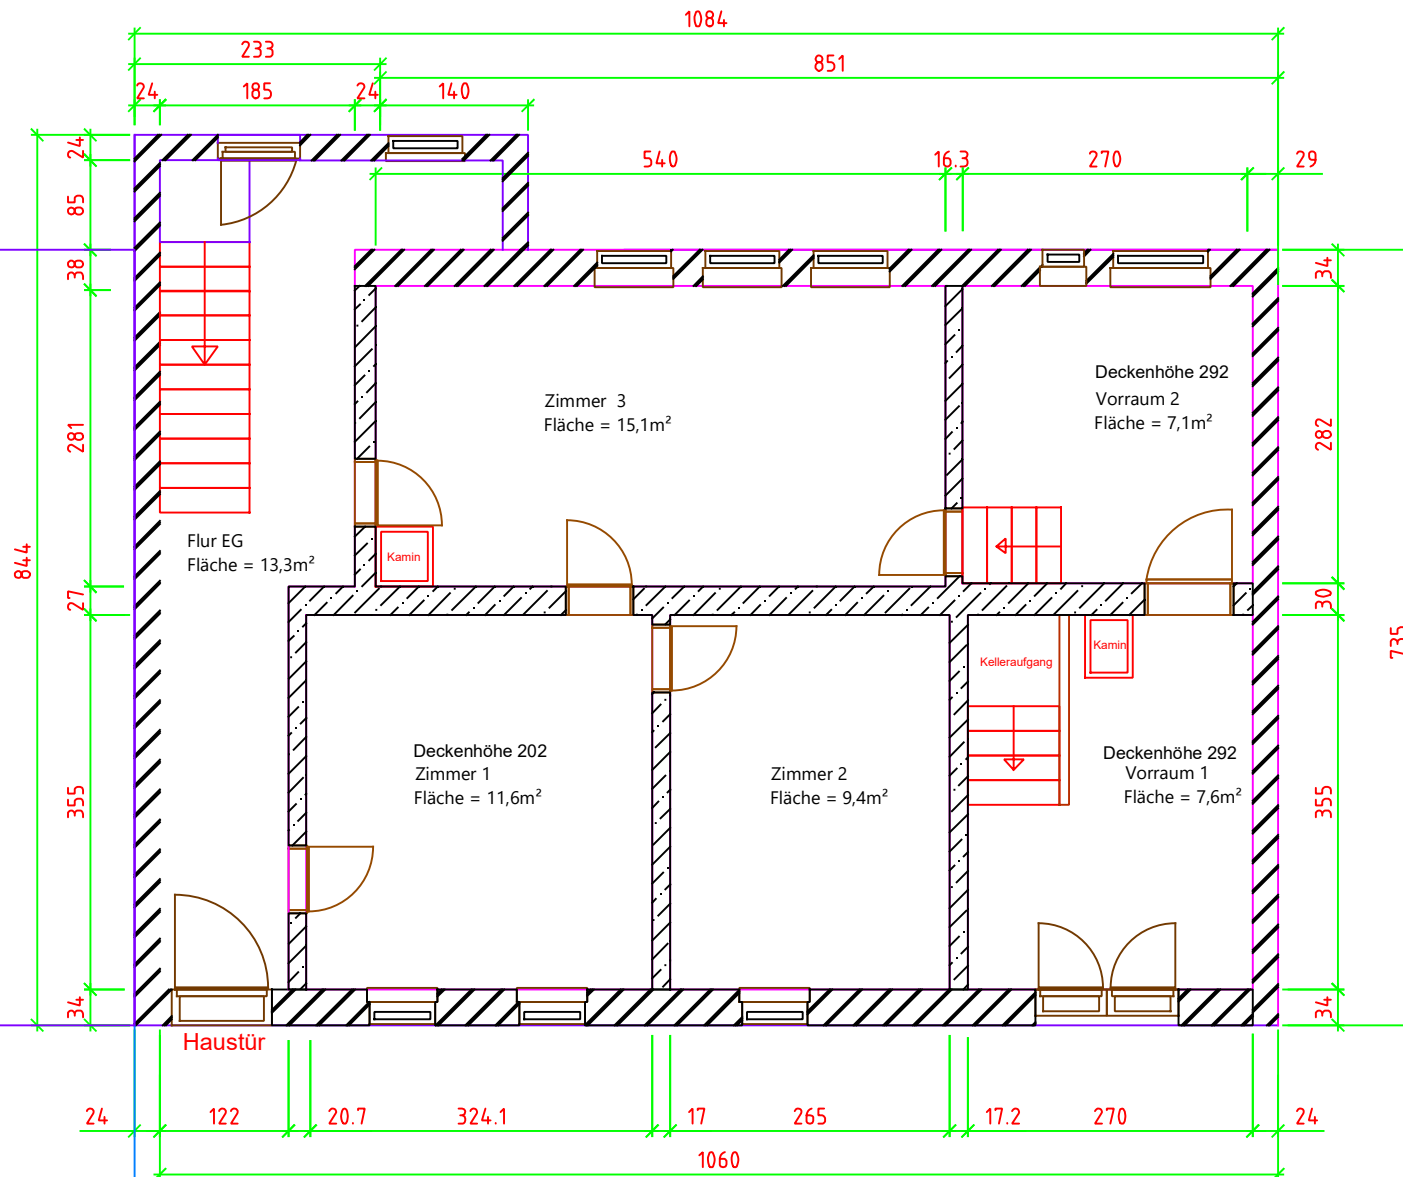 1084
233
851
24
185
24
140
540
16.3
270
29
24
85
38
281
844
27
355
34
34
282
30
735
355
34
Deckenhöhe 292
Vorraum 2
Fläche = 7,1m²
Zimmer 3
Fläche = 15,1m²
Flur EG
Fläche = 13,3m²
Kamin
Kamin
Kelleraufgang
Deckenhöhe 202
Zimmer 1
Fläche = 11,6m²
Zimmer 2
Fläche = 9,4m²
Deckenhöhe 292
Vorraum 1
Fläche = 7,6m²
Haustür
24
122
20.7
324.1
17
265
17.2
270
24
1060